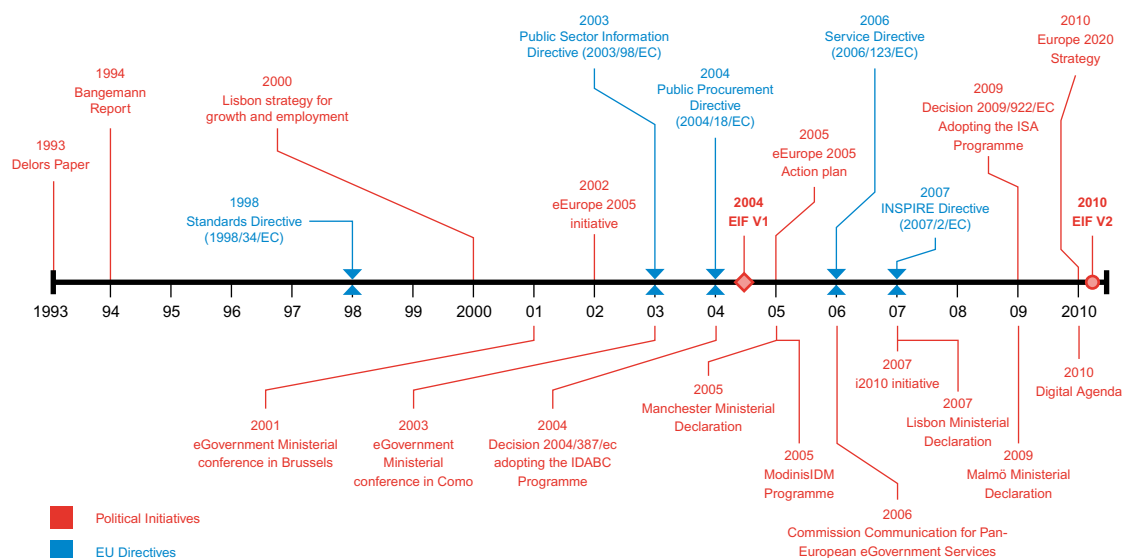 1993
Delors Paper
1994
Bangemann
Report
1998
Standards Directive
(1998/34/EC)
2000
Lisbon strategy for
growth and employment
2002
eEurope 2005
initiative
2003
Public Sector Information
Directive (2003/98/EC)
2004
Public Procurement
Directive
(2004/18/EC)
2004
EIF V1
2005
eEurope 2005
Action plan
2006
Service Directive
(2006/123/EC)
2007
INSPIRE Directive
(2007/2/EC)
2009
Decision 2009/922/EC
Adopting the ISA
Programme
2010
Europe 2020
Strategy
2010
EIF V2
1993 94 95 96 97 98 99 2000 01 02 03 04 05 06 07 08 09 2010
2001
eGovernment Ministerial
conference in Brussels
2003
eGovernment
Ministerial
conference in Como
2004
Decision 2004/387/ec
adopting the IDABC
Programme
2005
Manchester Ministerial
Declaration
2005
ModinisIDM
Programme
2006
Commission Communication for Pan-
European eGovernment Services
2007
i2010 initiative
2007
Lisbon Ministerial
Declaration
2009
Malmö Ministerial
Declaration
2010
Digital Agenda
Political Initiatives
EU Directives